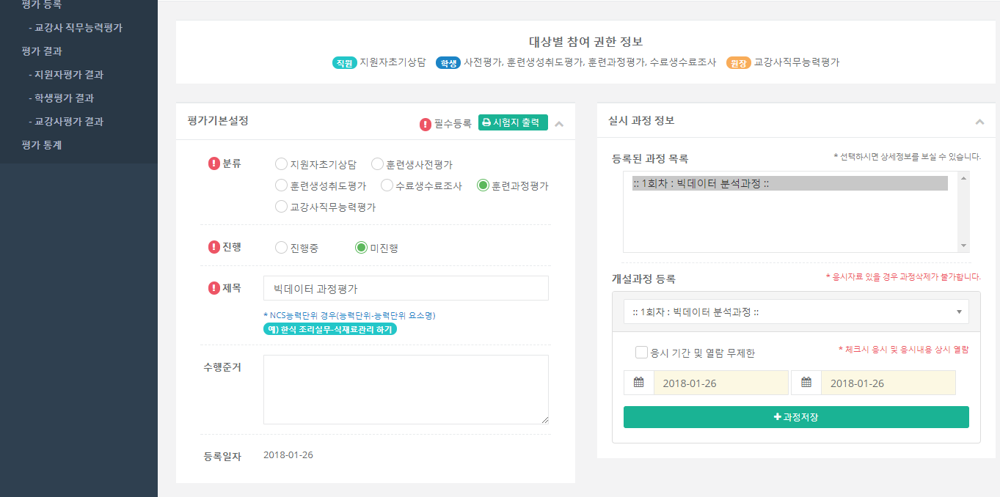 평가 등록
- 교강사 직무능력평가
평가 결과
- 지원자평가 결과
- 학생평가 결과
- 교강사평가 결과
평가 통계
대상별 참여 권한 정보
직원 지원자초기상담 학생 사전평가, 훈련생성취도평가, 훈련과정평가, 수료생수료조사 원장 교강사직무능력평가
평가기본설정
! 필수등록 시험지 출력
! 분류
지원자초기상담 훈련생사전평가
훈련생성취도평가 수료생수료조사 훈련과정평가
교강사직무능력평가
! 진행 진행중 미진행
! 제목 빅데이터 과정평가
* NCS능력단위 경우(능력단위-능력단위 요소명)
예) 한식 조리실무-식재료관리 하기
수행준거
등록일자 2018-01-26
실시 과정 정보
등록된 과정 목록 * 선택하시면 상세정보를 보실 수 있습니다.
:: 1회차 : 빅데이터 분석과정 ::
개설과정 등록 * 응시자료 있을 경우 과정삭제가 불가합니다.
:: 1회차 : 빅데이터 분석과정 ::
응시 기간 및 열람 무제한 * 체크시 응시 및 응시내용 상시 열람
2018-01-26 2018-01-26
+ 과정저장